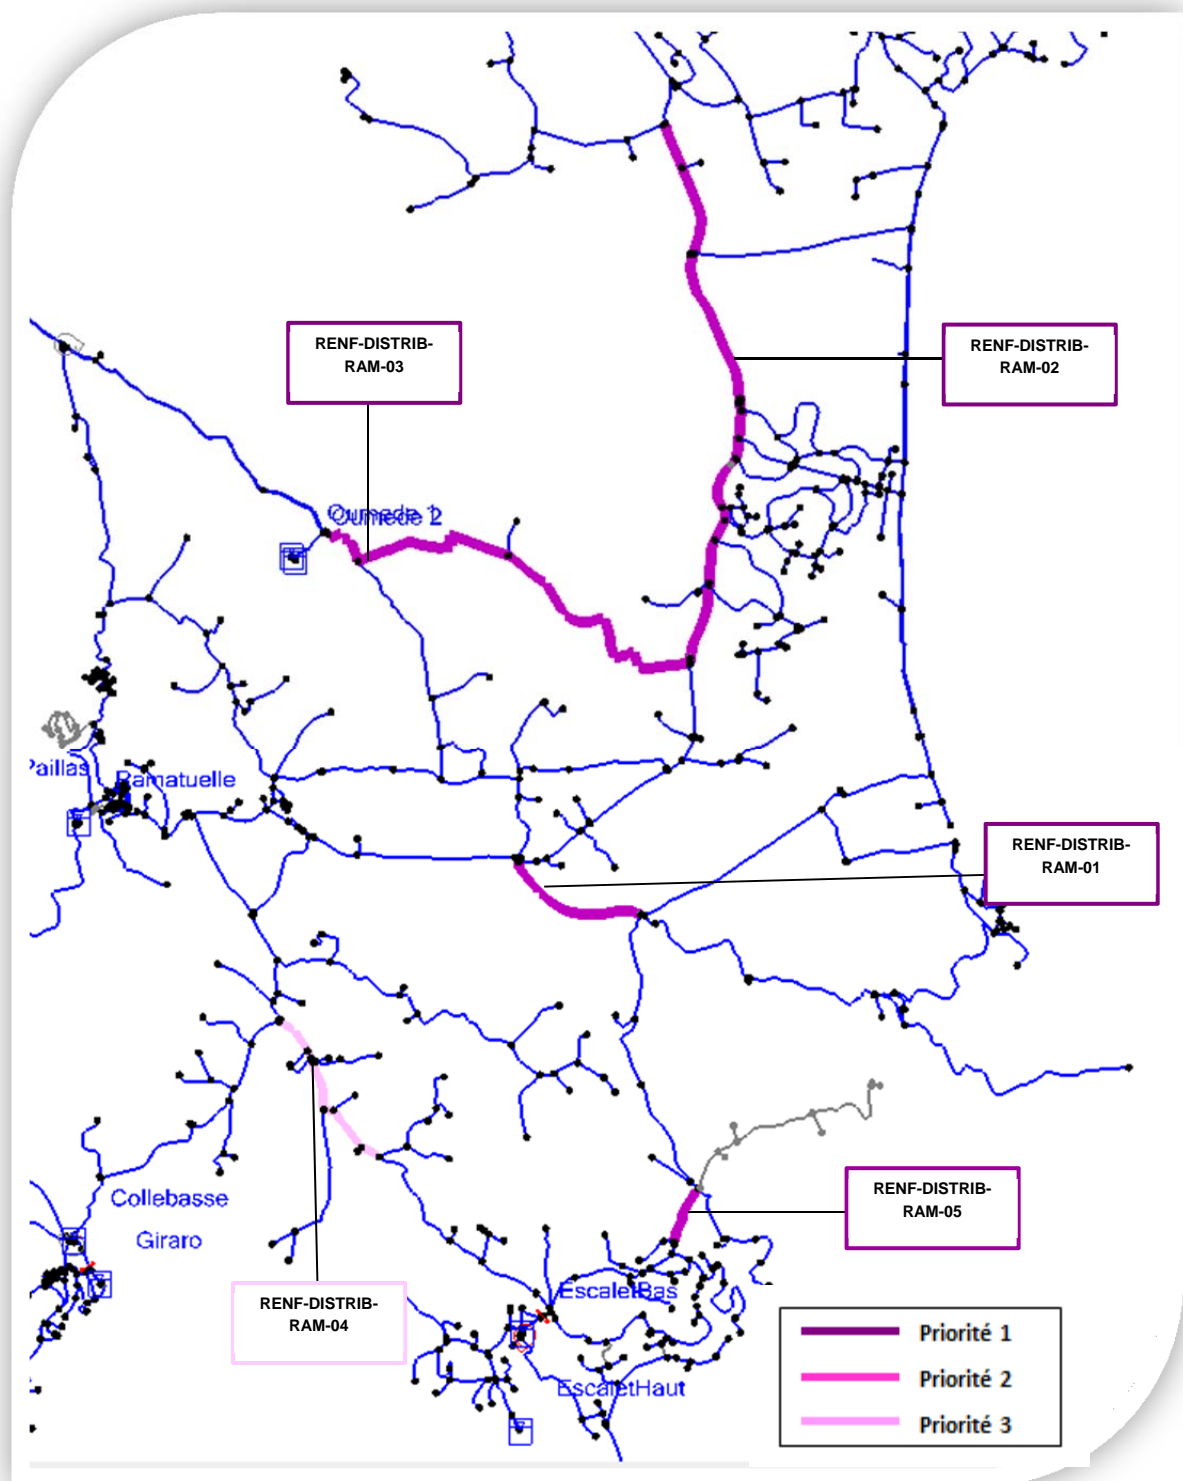 RENF-DISTRIB-
RAM-03
RENF-DISTRIB-
RAM-02
Oumede 2
Paillas
Ramatuelle
RENF-DISTRIB-
RAM-01
Collebasse
Giraro
RENF-DISTRIB-
RAM-05
RENF-DISTRIB-
RAM-04
EscaletBas
EscaletHaut
Priorité 1
Priorité 2
Priorité 3